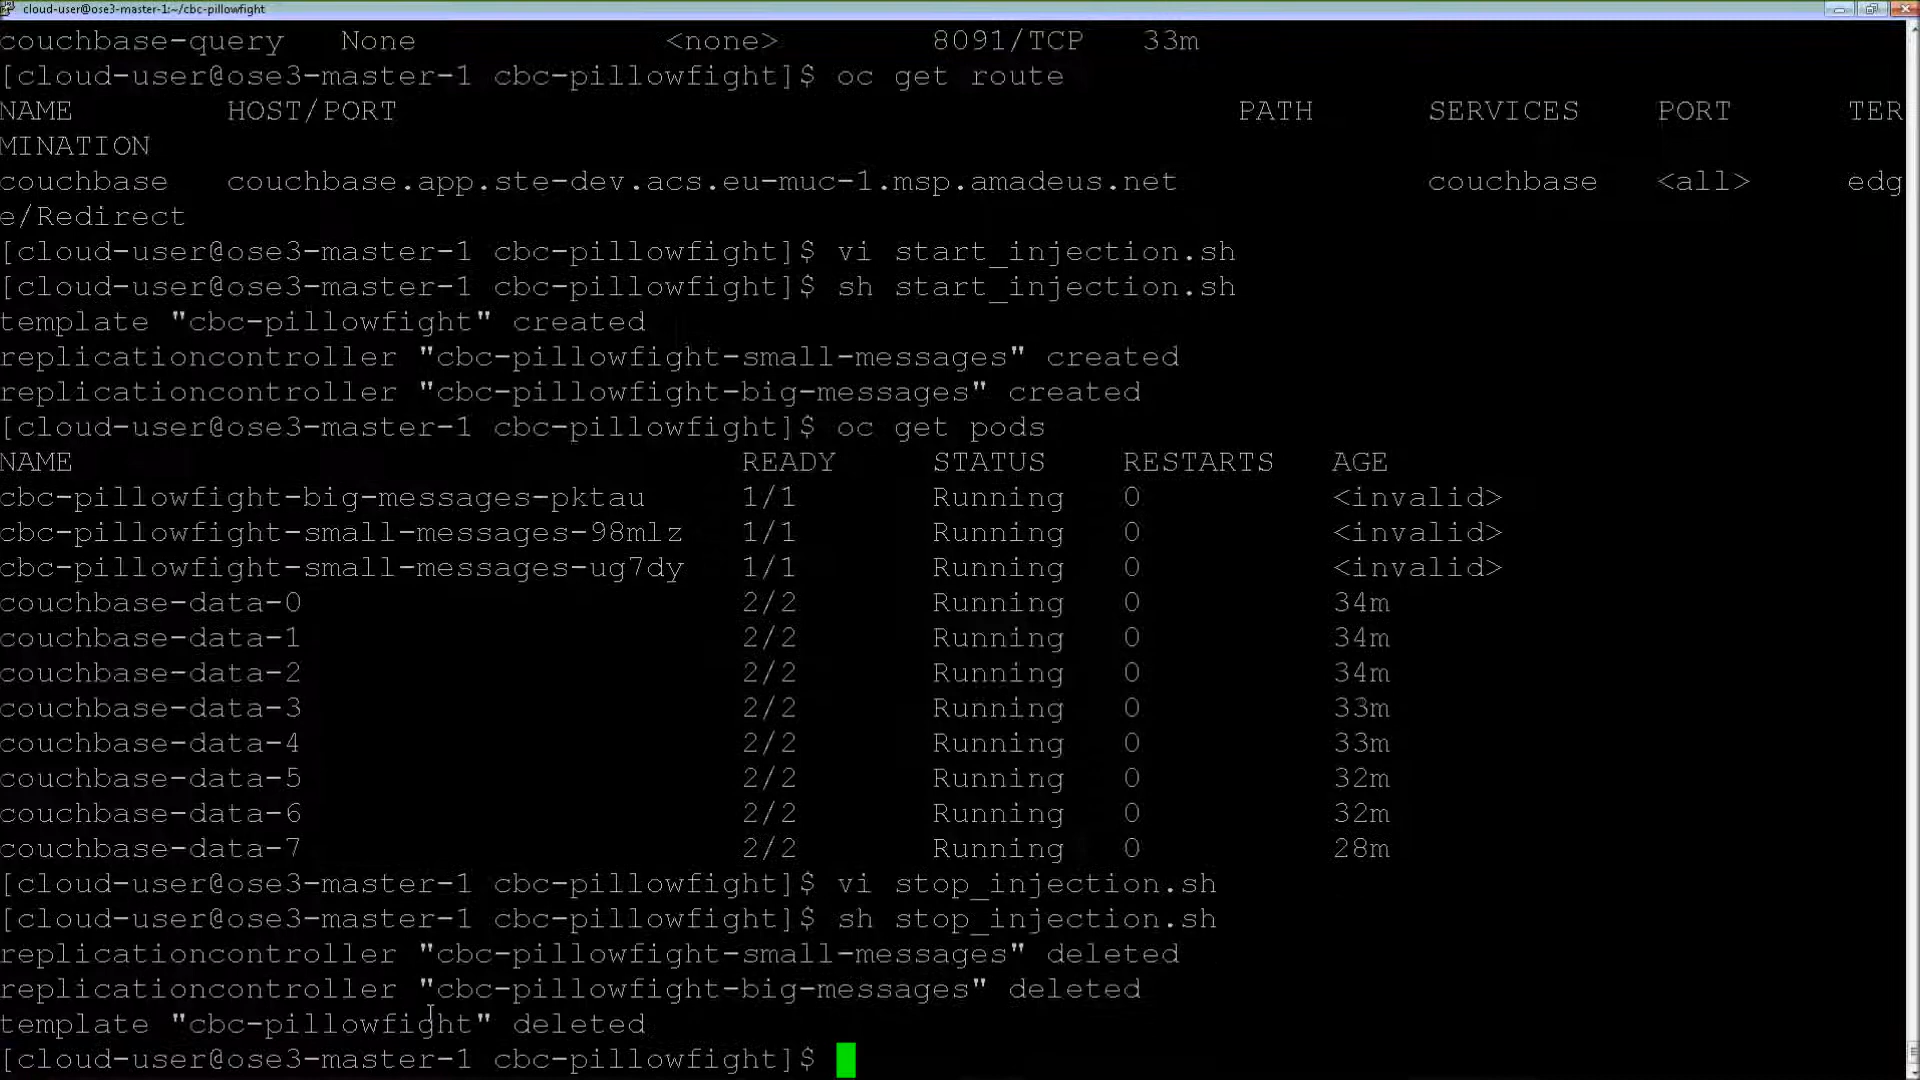 cloud-user@ose3-master-1:~/cbc-pillowfight
couchbase-query   None             <none>        8091/TCP   33m
[cloud-user@ose3-master-1 cbc-pillowfight]$ oc get route
NAME        HOST/PORT                                             PATH      SERVICES    PORT      TER
MINATION
couchbase   couchbase.app.ste-dev.acs.eu-muc-1.msp.amadeus.net             couchbase   <all>     edg
e/Redirect
[cloud-user@ose3-master-1 cbc-pillowfight]$ vi start_injection.sh
[cloud-user@ose3-master-1 cbc-pillowfight]$ sh start_injection.sh
template "cbc-pillowfight" created
replicationcontroller "cbc-pillowfight-small-messages" created
replicationcontroller "cbc-pillowfight-big-messages" created
[cloud-user@ose3-master-1 cbc-pillowfight]$ oc get pods
NAME                                   READY     STATUS    RESTARTS   AGE
cbc-pillowfight-big-messages-pktau     1/1       Running   0          <invalid>
cbc-pillowfight-small-messages-98mlz   1/1       Running   0          <invalid>
cbc-pillowfight-small-messages-ug7dy   1/1       Running   0          <invalid>
couchbase-data-0                       2/2       Running   0          34m
couchbase-data-1                       2/2       Running   0          34m
couchbase-data-2                       2/2       Running   0          34m
couchbase-data-3                       2/2       Running   0          33m
couchbase-data-4                       2/2       Running   0          33m
couchbase-data-5                       2/2       Running   0          32m
couchbase-data-6                       2/2       Running   0          32m
couchbase-data-7                       2/2       Running   0          28m
[cloud-user@ose3-master-1 cbc-pillowfight]$ vi stop_injection.sh
[cloud-user@ose3-master-1 cbc-pillowfight]$ sh stop_injection.sh
replicationcontroller "cbc-pillowfight-small-messages" deleted
replicationcontroller "cbc-pillowfight-big-messages" deleted
template "cbc-pillowfight" deleted
[cloud-user@ose3-master-1 cbc-pillowfight]$